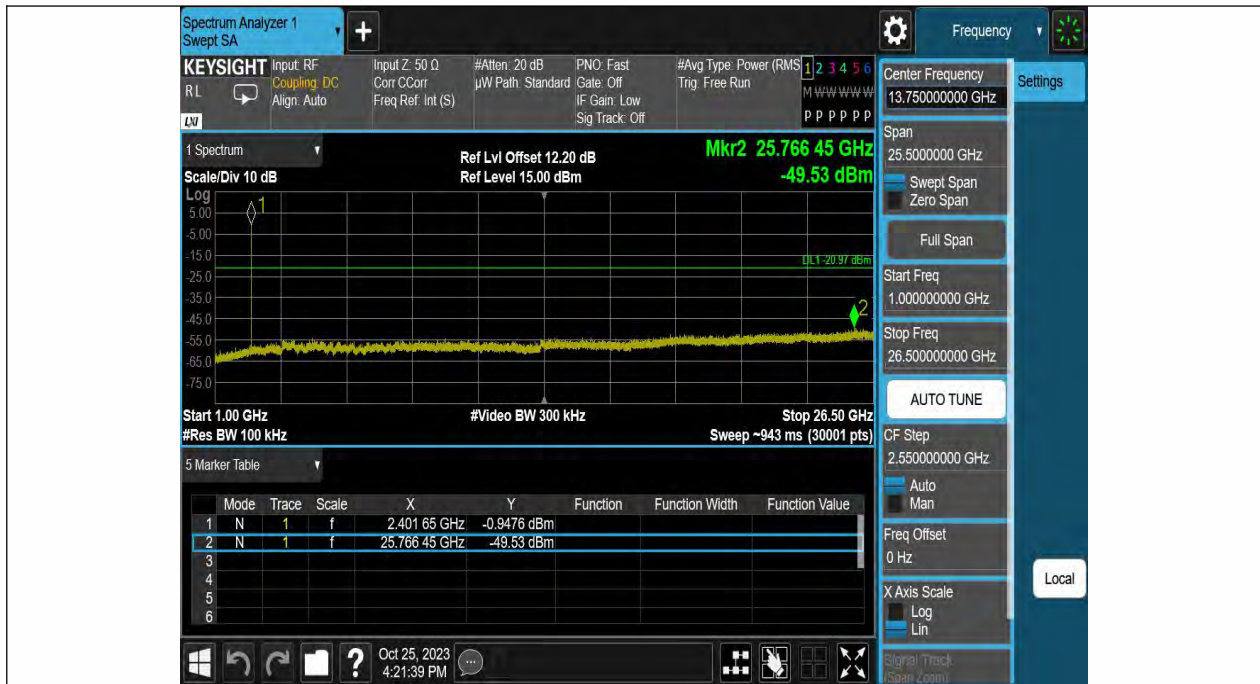 Spectrum Analyzer 1
Swept SA
Frequency
KEYSIGHT
RL
LXI
Input: RF
Coupling: DC
Align: Auto
Input Z: 50 Ω
Corr CCorr
Freq Ref: Int (S)
#Atten: 20 dB
µW Path: Standard
PNO: Fast
Gate: Off
IF Gain: Low
Sig Track: Off
#Avg Type: Power (RMS
Trig: Free Run
1 2 3 4 5 6
M W W W W W
P P P P P P
1 Spectrum
Scale/Div 10 dB
Ref Lvl Offset 12.20 dB
Ref Level 15.00 dBm
Mkr2 25.766 45 GHz
-49.53 dBm
Log
5.00
-5.00
-15.0
-25.0
-35.0
-45.0
-55.0
-65.0
-75.0
1
DL1 -20.97 dBm
2
Start 1.00 GHz
#Video BW 300 kHz
Stop 26.50 GHz
#Res BW 100 kHz
Sweep ~943 ms (30001 pts)
5 Marker Table
Mode Trace Scale X Y Function Function Width Function Value
1 N 1 f 2.401 65 GHz -0.9476 dBm
2 N 1 f 25.766 45 GHz -49.53 dBm
3
4
5
6
Oct 25, 2023
4:21:39 PM
?
Center Frequency
13.750000000 GHz
Settings
Span
25.5000000 GHz
Swept Span
Zero Span
Full Span
Start Freq
1.000000000 GHz
Stop Freq
26.500000000 GHz
AUTO TUNE
CF Step
2.550000000 GHz
Auto
Man
Freq Offset
0 Hz
X Axis Scale
Log
Lin
Signal Track
(Span Zoom)
Local